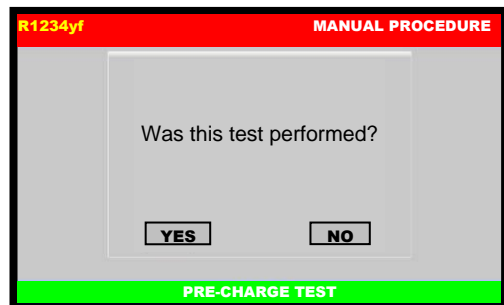 R1234yf MANUAL PROCEDURE
Was this test performed?
YES NO
PRE-CHARGE TEST